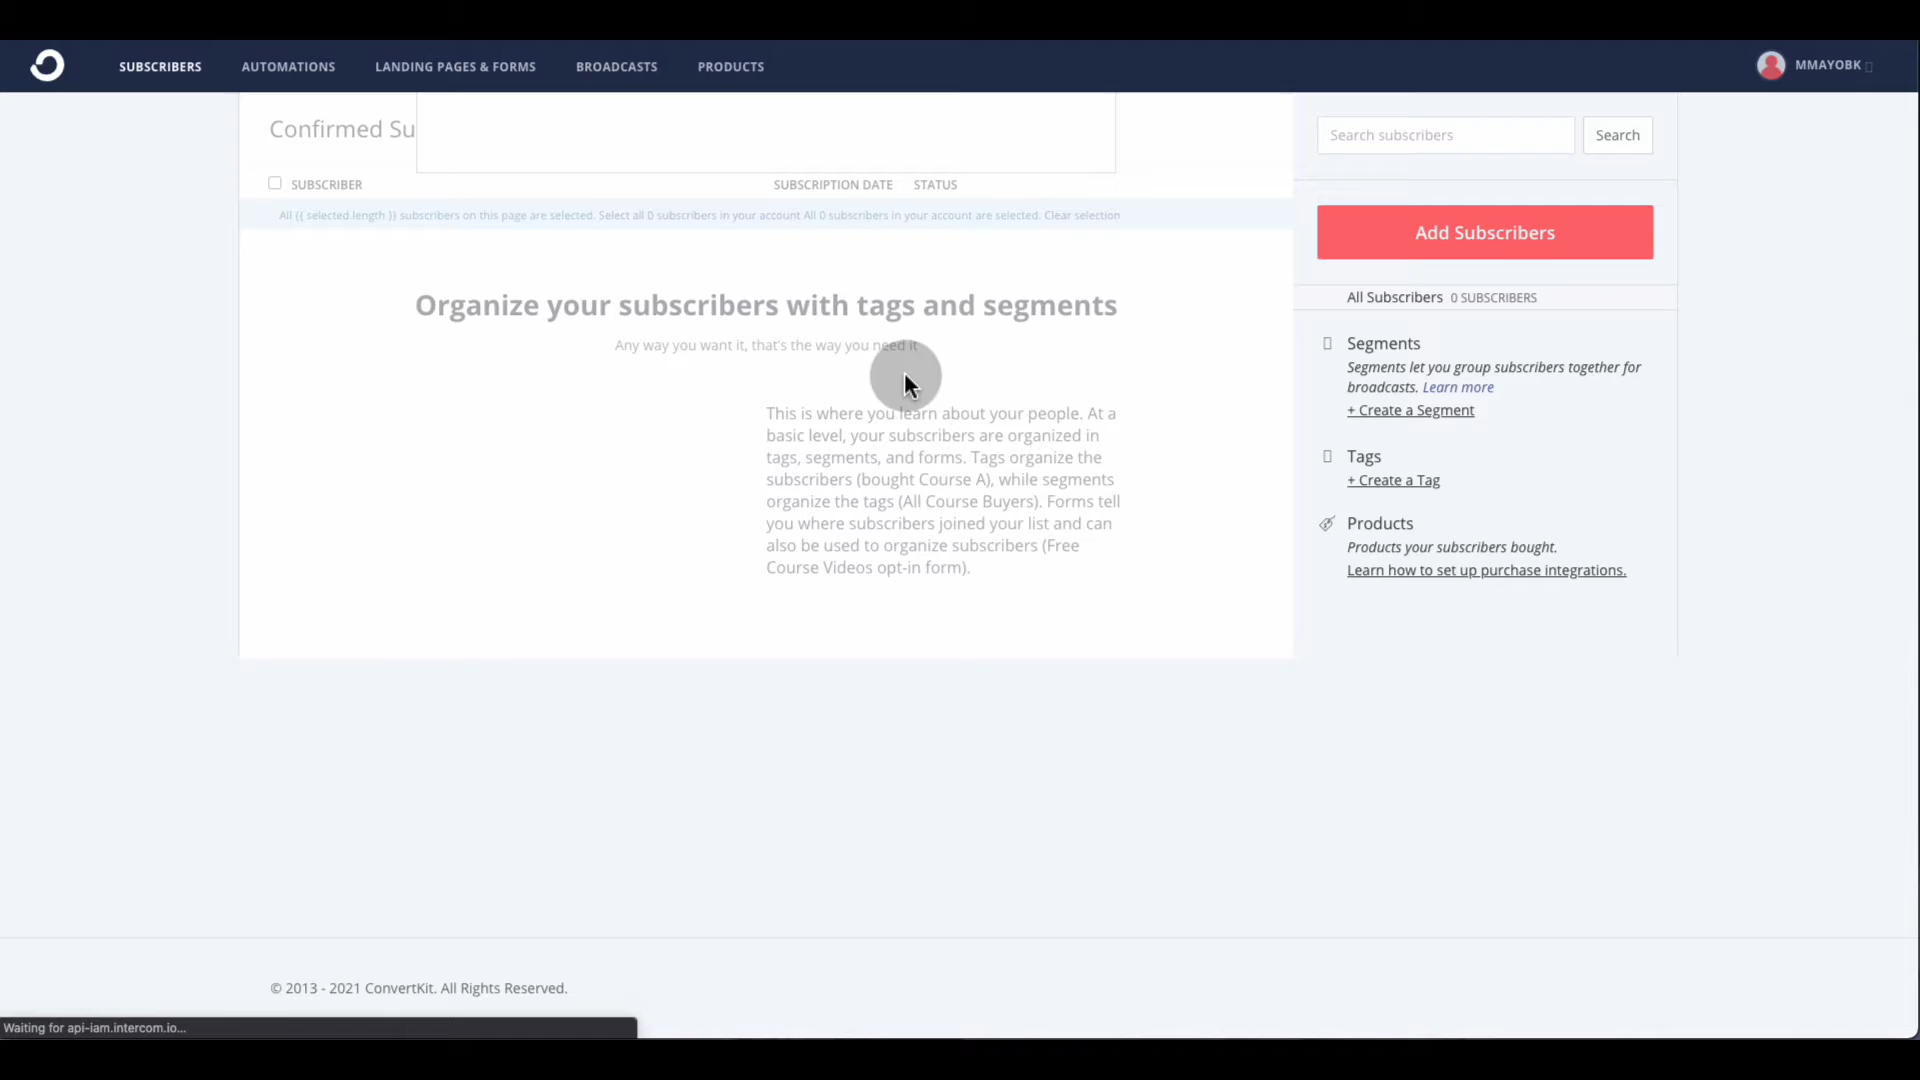 SUBSCRIBERS AUTOMATIONS LANDING PAGES & FORMS BROADCASTS PRODUCTS MMAYOBK
Confirmed Su
SUBSCRIBER SUBSCRIPTION DATE STATUS
All {{ selected.length }} subscribers on this page are selected. Select all 0 subscribers in your account All 0 subscribers in your account are selected. Clear selection
Organize your subscribers with tags and segments
Any way you want it, that's the way you need it
This is where you learn about your people. At a
basic level, your subscribers are organized in
tags, segments, and forms. Tags organize the
subscribers (bought Course A), while segments
organize the tags (All Course Buyers). Forms tell
you where subscribers joined your list and can
also be used to organize subscribers (Free
Course Videos opt-in form).
Search subscribers Search
Add Subscribers
All Subscribers 0 SUBSCRIBERS
Segments
Segments let you group subscribers together for
broadcasts. Learn more
+ Create a Segment
Tags
+ Create a Tag
Products
Products your subscribers bought.
Learn how to set up purchase integrations.
© 2013 - 2021 ConvertKit. All Rights Reserved.
Waiting for api-iam.intercom.io...